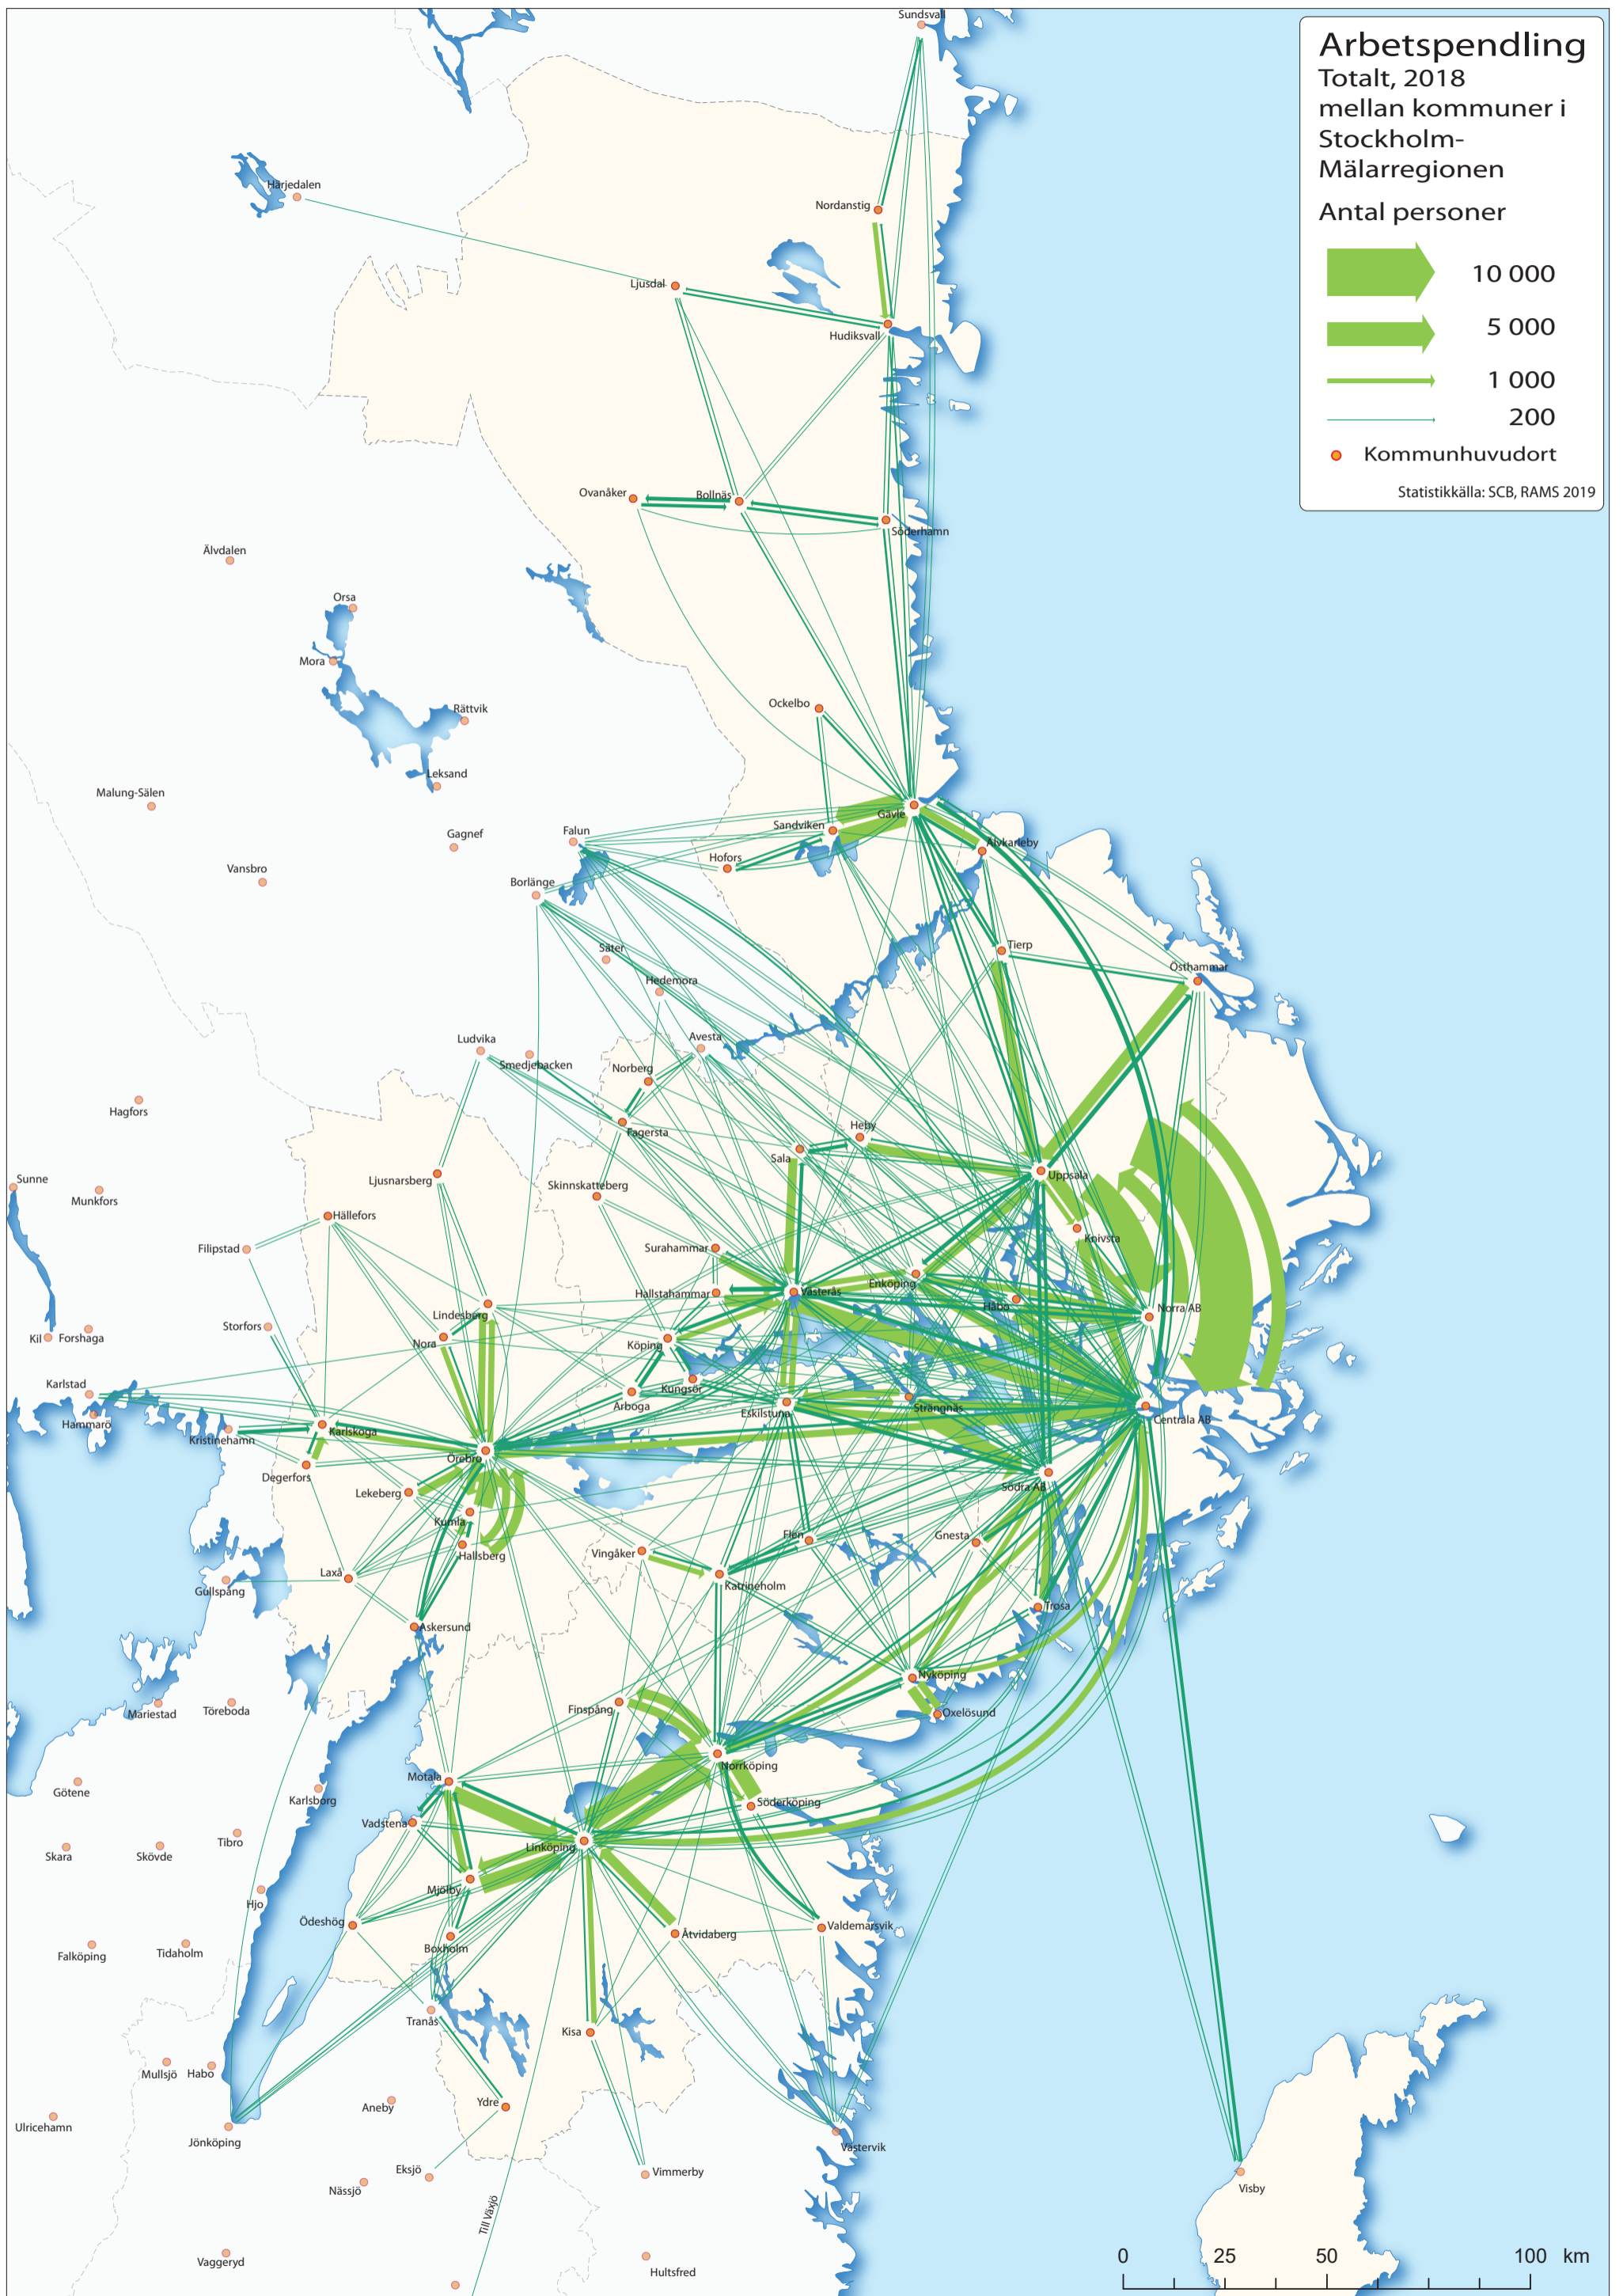 Arbetspendling
Totalt, 2018
mellan kommuner i
Stockholm-
Mälarregionen
Antal personer
10 000
5 000
1 000
200
Kommunhuvudort
Statistikkälla: SCB, RAMS 2019
Sundsvall
Härjedalen
Nordanstig
Ljusdal
Hudiksvall
Ovanåker
Bollnäs
Söderhamn
Älvdalen
Orsa
Mora
Rättvik
Ockelbo
Leksand
Malung-Sälen
Gävle
Sandviken
Gagnef
Falun
Älvkarleby
Hofors
Vansbro
Borlänge
Tierp
Säter
Östhammar
Hedemora
Avesta
Ludvika
Smedjebacken
Norberg
Hagfors
Fagersta
Heby
Sala
Uppsala
Sunne
Munkfors
Ljusnarsberg
Skinnskatteberg
Hällefors
Knivsta
Filipstad
Surahammar
Enköping
Hallstahammar
Västerås
Håbo
Norra AB
Lindesberg
Storfors
Kil
Forshaga
Nora
Köping
Karlstad
Kungsör
Arboga
Strängnäs
Eskilstuna
Centrala AB
Hammarö
Karlskoga
Kristinehamn
Örebro
Degerfors
Södra AB
Lekeberg
Kumla
Flen
Gnesta
Hallsberg
Vingåker
Laxå
Katrineholm
Gullspång
Trosa
Askersund
Nyköping
Mariestad
Töreboda
Finspång
Oxelösund
Norrköping
Motala
Götene
Karlsborg
Söderköping
Vadstena
Tibro
Skara
Skövde
Linköping
Mjölby
Hjo
Ödeshög
Valdemarsvik
Åtvidaberg
Boxholm
Falköping
Tidaholm
Tranås
Kisa
Mullsjö
Habo
Ydre
Aneby
Ulricehamn
Jönköping
Västervik
Eksjö
Vimmerby
Nässjö
Visby
Till Växjö
Vaggeryd
Hultsfred
0 25 50 100 km